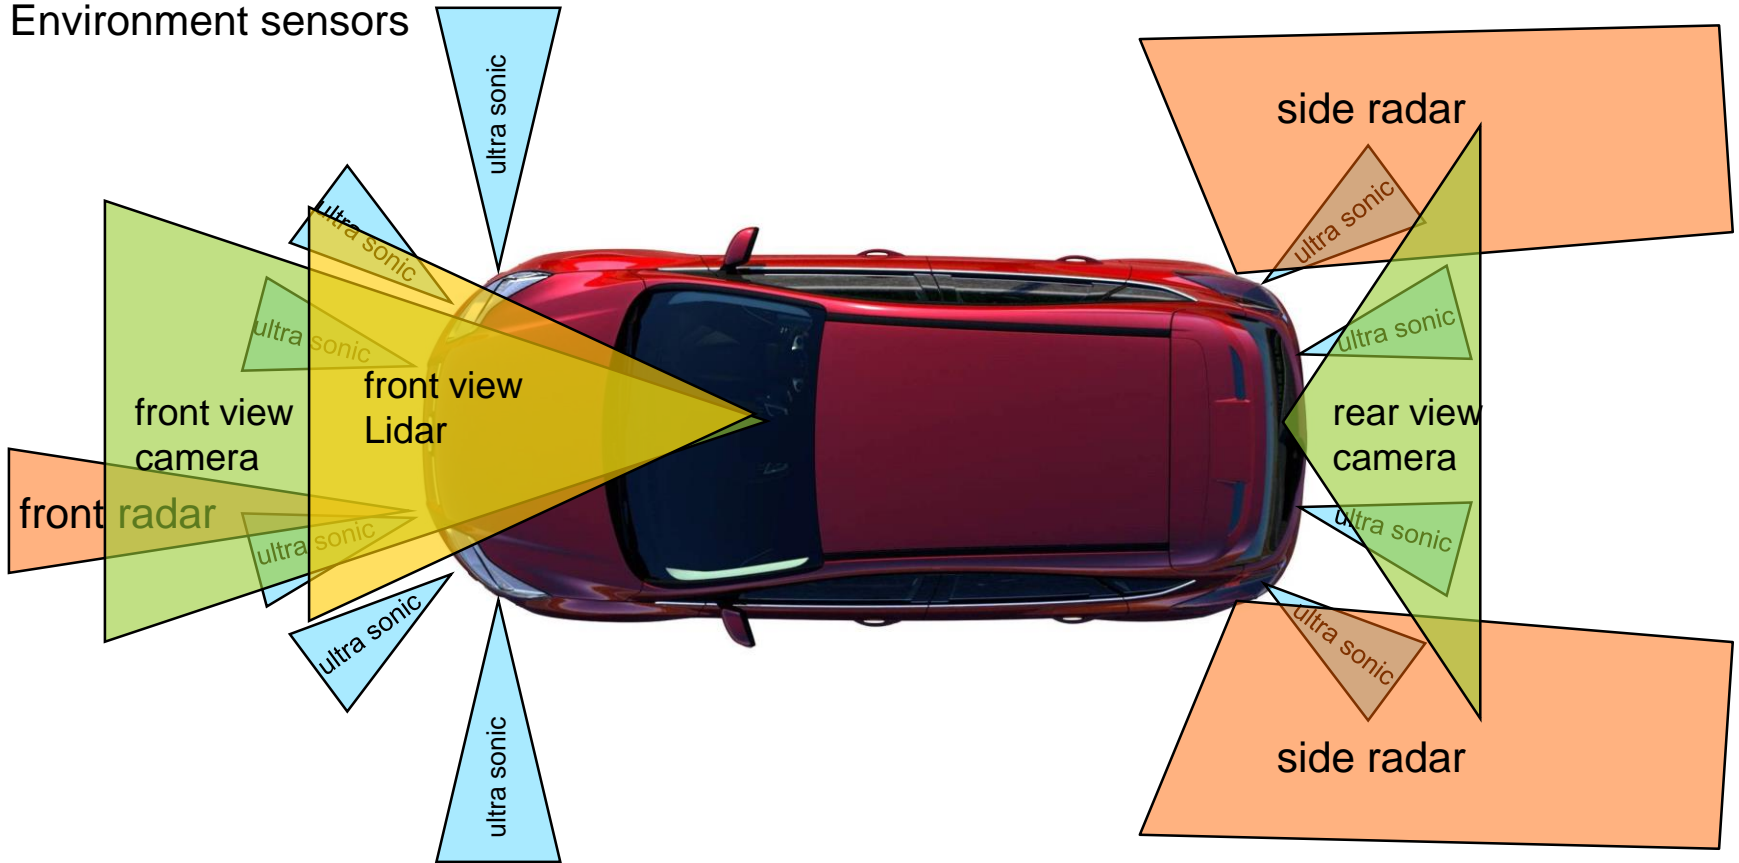 Environment sensors
ultra sonic
side radar
ultra sonic
ultra sonic
ultra sonic
ultra sonic
front view
Lidar
front view
camera
rear view
camera
front radar
ultra sonic
ultra sonic
ultra sonic
ultra sonic
ultra sonic
side radar